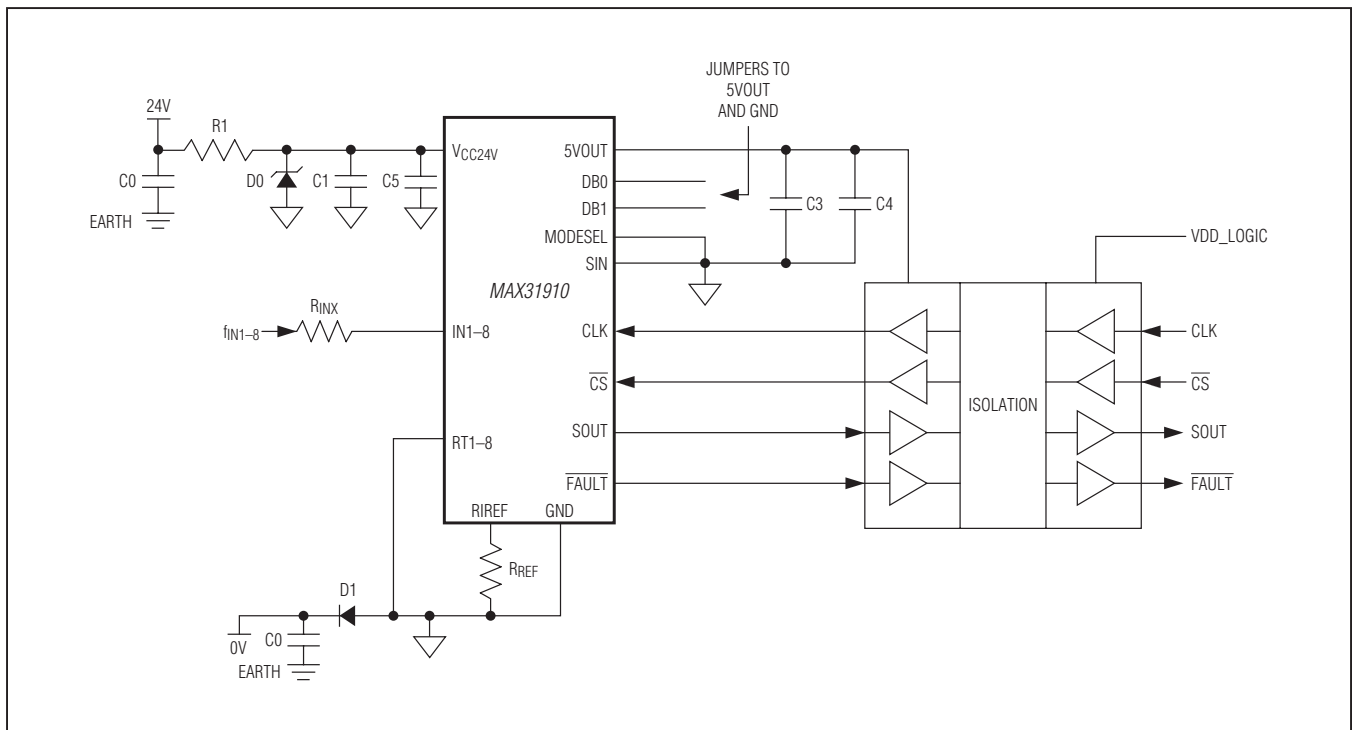 JUMPERS TO
5VOUT
AND GND
24V
R1
C0
EARTH
D0
C1
C5
VCC24V
5VOUT
DB0
DB1
MODESEL
SIN
C3
C4
VDD_LOGIC
MAX31910
fIN1–8
RINX
IN1–8
CLK
CS
SOUT
FAULT
ISOLATION
CLK
CS
SOUT
FAULT
RT1–8
RIREF
GND
RREF
D1
0V
C0
EARTH